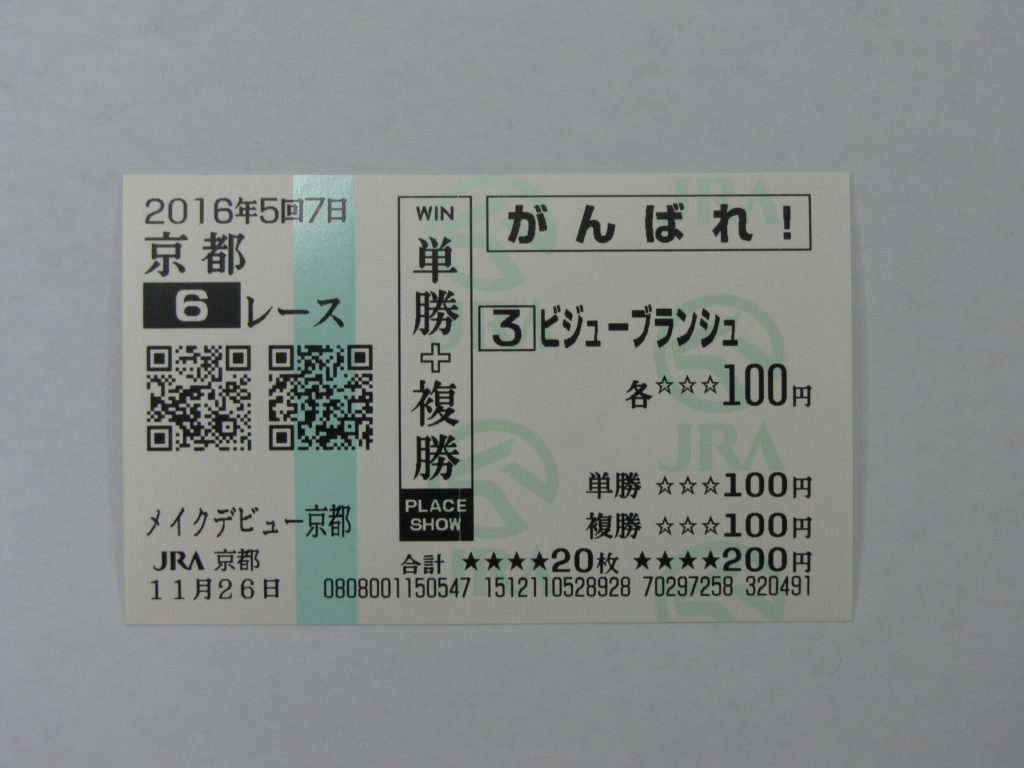 2016年5回7日
京都
6レース
メイクデビュー京都
JRA 京都
11月26日
WIN
単勝+複勝
PLACE
SHOW
がんばれ!
3 ビジューブランシュ
各☆☆☆100円
単勝 ☆☆☆100円
複勝 ☆☆☆100円
合計 ★★★★20枚 ★★★★200円
0808001150547 1512110528928 70297258 320491
JRA
JRA